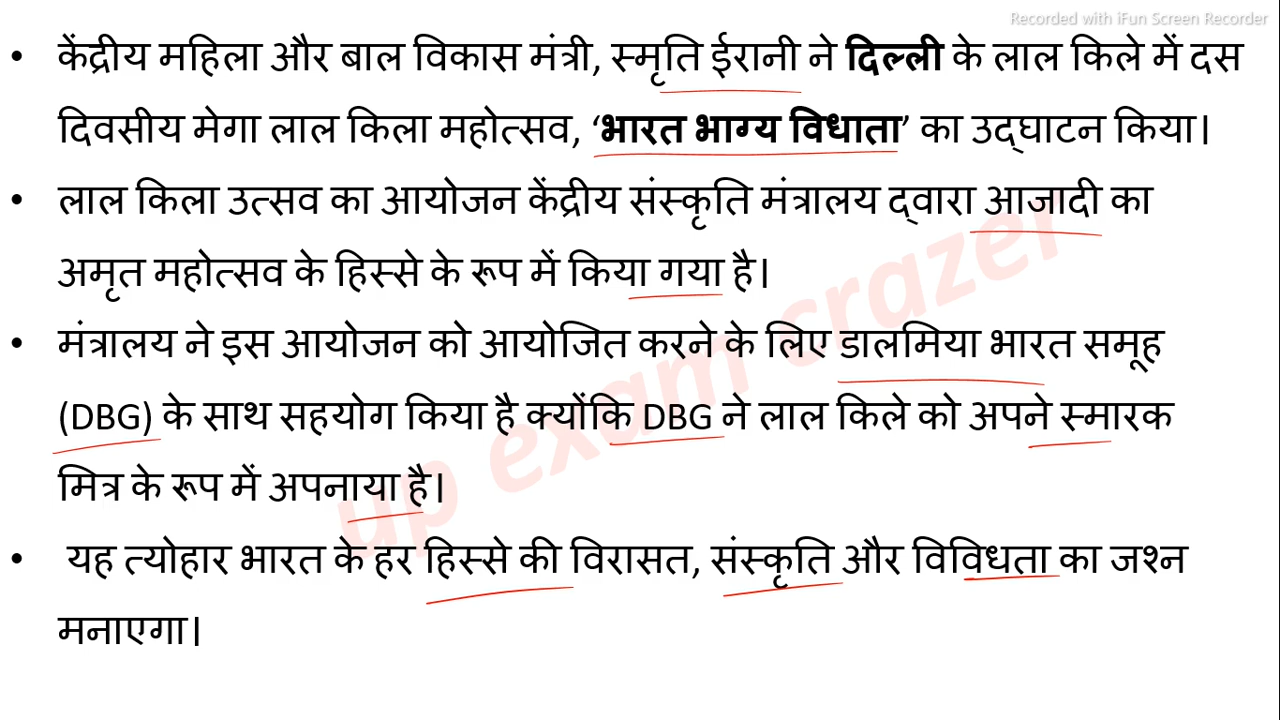 Recorded with iFun Screen Recorder
• केंद्रीय महिला और बाल विकास मंत्री, स्मृति ईरानी ने दिल्ली के लाल किले में दस
दिवसीय मेगा लाल किला महोत्सव, ‘भारत भाग्य विधाता’ का उद्घाटन किया।
• लाल किला उत्सव का आयोजन केंद्रीय संस्कृति मंत्रालय द्वारा आजादी का
अमृत महोत्सव के हिस्से के रूप में किया गया है।
• मंत्रालय ने इस आयोजन को आयोजित करने के लिए डालमिया भारत समूह
(DBG) के साथ सहयोग किया है क्योंकि DBG ने लाल किले को अपने स्मारक
मित्र के रूप में अपनाया है।
• यह त्योहार भारत के हर हिस्से की विरासत, संस्कृति और विविधता का जश्न
मनाएगा।
up exam crazer